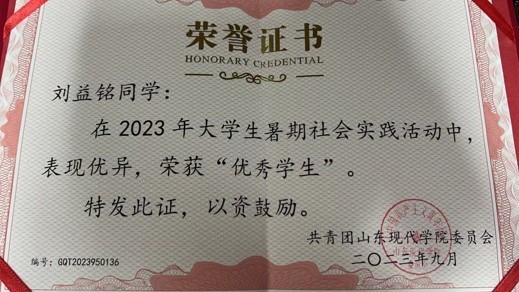 荣誉证书
HONORARY CREDENTIAL
刘益铭同学：
在2023年大学生暑期社会实践活动中，
表现优异，荣获“优秀学生”。
特发此证，以资鼓励。
共青团山东现代学院委员会
二〇二三年九月
编号：GQT2023950136